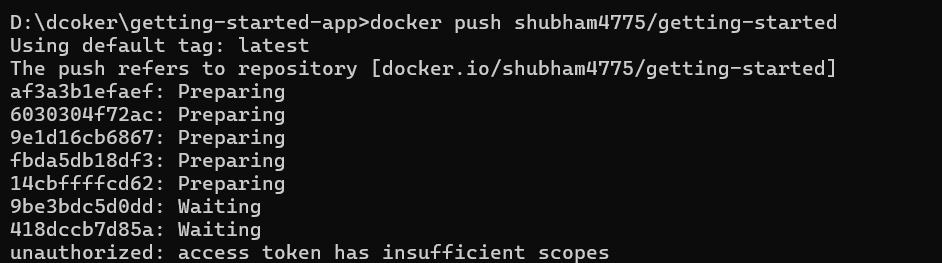 D:\dcoker\getting-started-app>docker push shubham4775/getting-started
Using default tag: latest
The push refers to repository [docker.io/shubham4775/getting-started]
af3a3b1efaef: Preparing
6030304f72ac: Preparing
9e1d16cb6867: Preparing
fbda5db18df3: Preparing
14cbffffcd62: Preparing
9be3bdc5d0dd: Waiting
418dccb7d85a: Waiting
unauthorized: access token has insufficient scopes